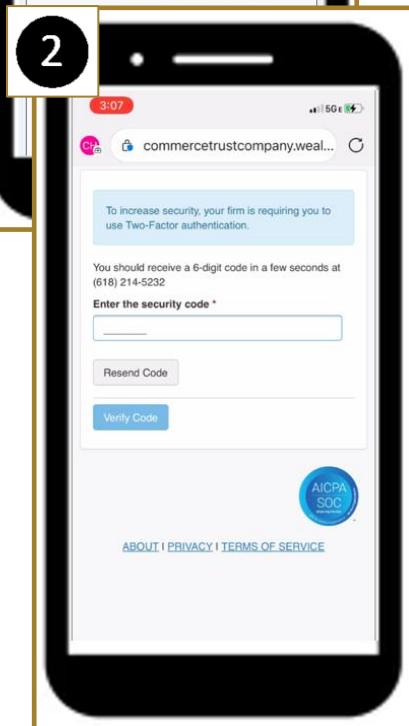 2
3:07
5G E
commercetrustcompany.weal...
To increase security, your firm is requiring you to
use Two-Factor authentication.
You should receive a 6-digit code in a few seconds at
(618) 214-5232
Enter the security code *
Resend Code
Verify Code
AICPA
SOC
ABOUT | PRIVACY | TERMS OF SERVICE